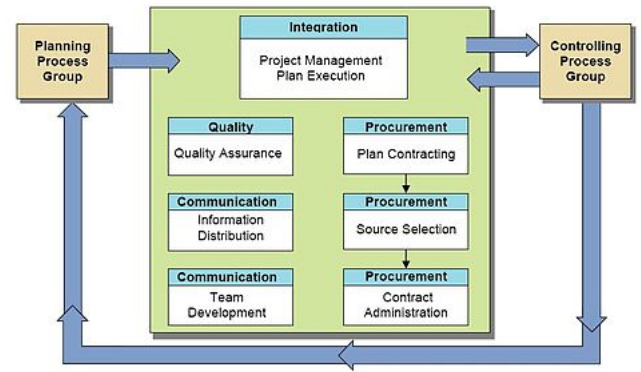 Planning
Process
Group
Integration
Project Management
Plan Execution
Controlling
Process
Group
Quality
Quality Assurance
Procurement
Plan Contracting
Communication
Information
Distribution
Procurement
Source Selection
Communication
Team
Development
Procurement
Contract
Administration